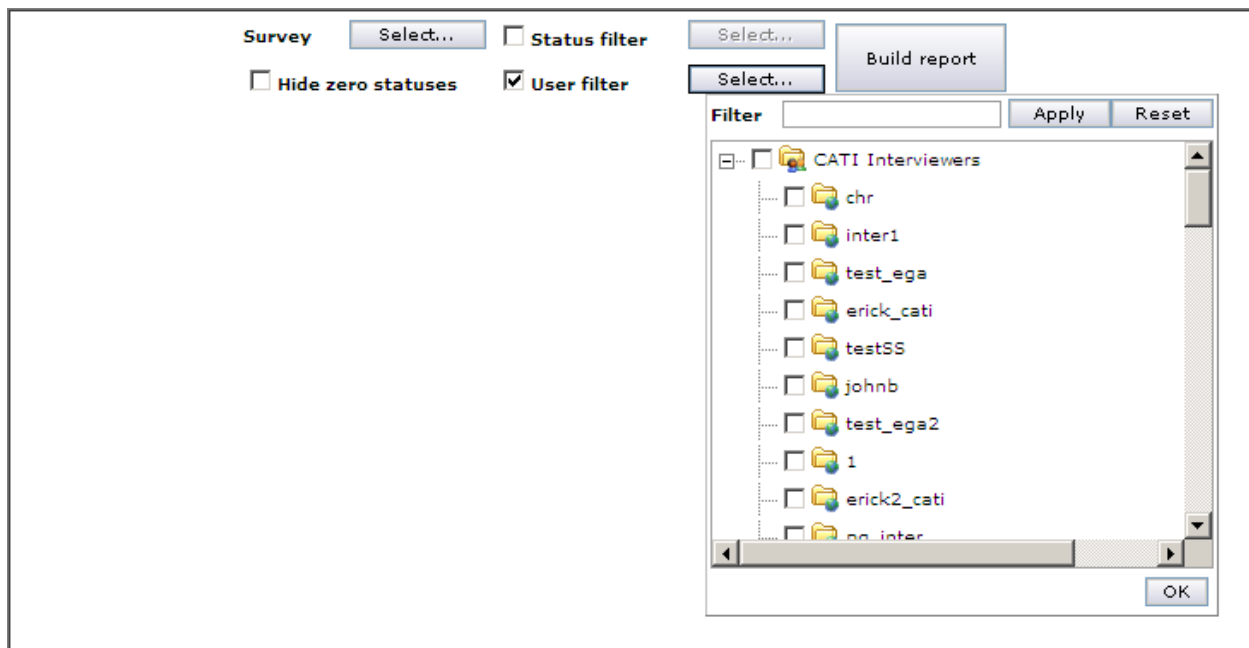 Survey Select... Status filter Select... Build report
Hide zero statuses User filter Select...
Filter Apply Reset
CATI Interviewers
chr
inter1
test_ega
erick_cati
testSS
johnb
test_ega2
1
erick2_cati
OK